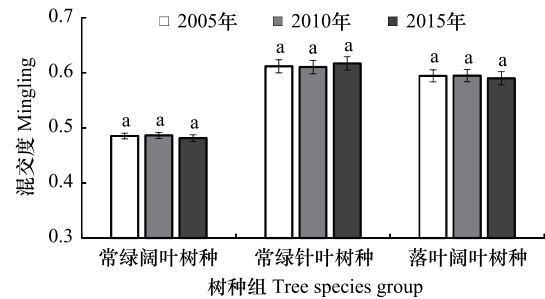 2005年 2010年 2015年
混交度 Mingling
0.7
0.6
0.5
0.4
0.3
a a a
a a a
a a a
常绿阔叶树种 常绿针叶树种 落叶阔叶树种
树种组 Tree species group